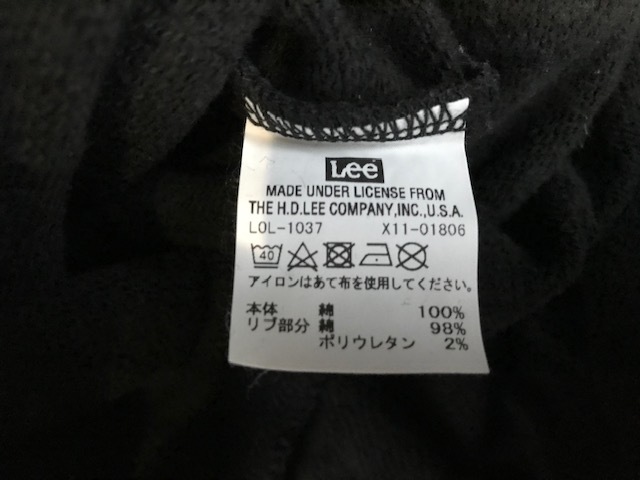 Lee
MADE UNDER LICENSE FROM
THE H.D.LEE COMPANY,INC.,U.S.A.
LOL-1037 X11-01806
40
アイロンはあて布を使用してください。
本体 綿 100%
リブ部分 綿 98%
ポリウレタン 2%